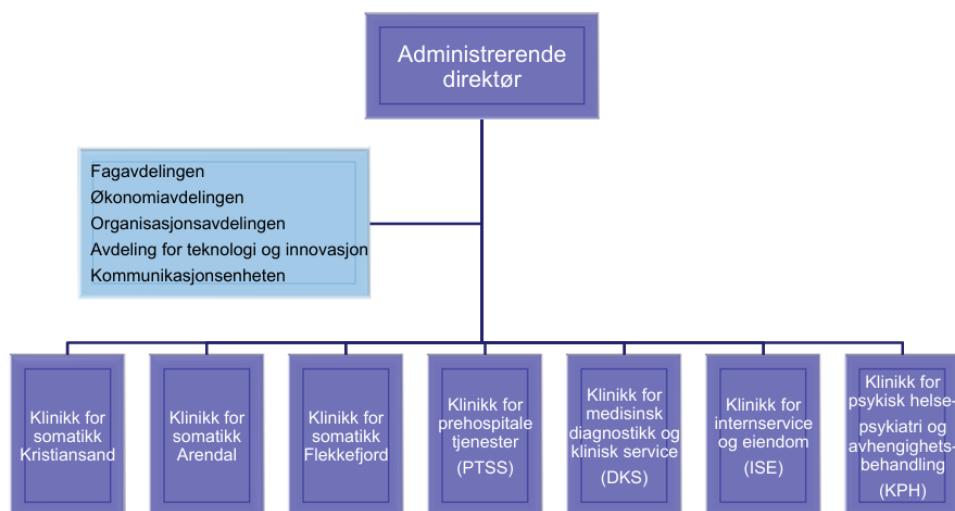 Administrerende
direktør
Fagavdelingen
Økonomiavdelingen
Organisasjonsavdelingen
Avdeling for teknologi og innovasjon
Kommunikasjonsenheten
Klinikk for
somatikk
Kristiansand
Klinikk for
somatikk
Arendal
Klinikk for
somatikk
Flekkefjord
Klinikk for
prehospitale
tjenester
(PTSS)
Klinikk for
medisinsk
diagnostikk og
klinisk service
(DKS)
Klinikk for
internservice
og eiendom
(ISE)
Klinikk for
psykisk helse-
psykiatri og
avhengighets-
behandling
(KPH)